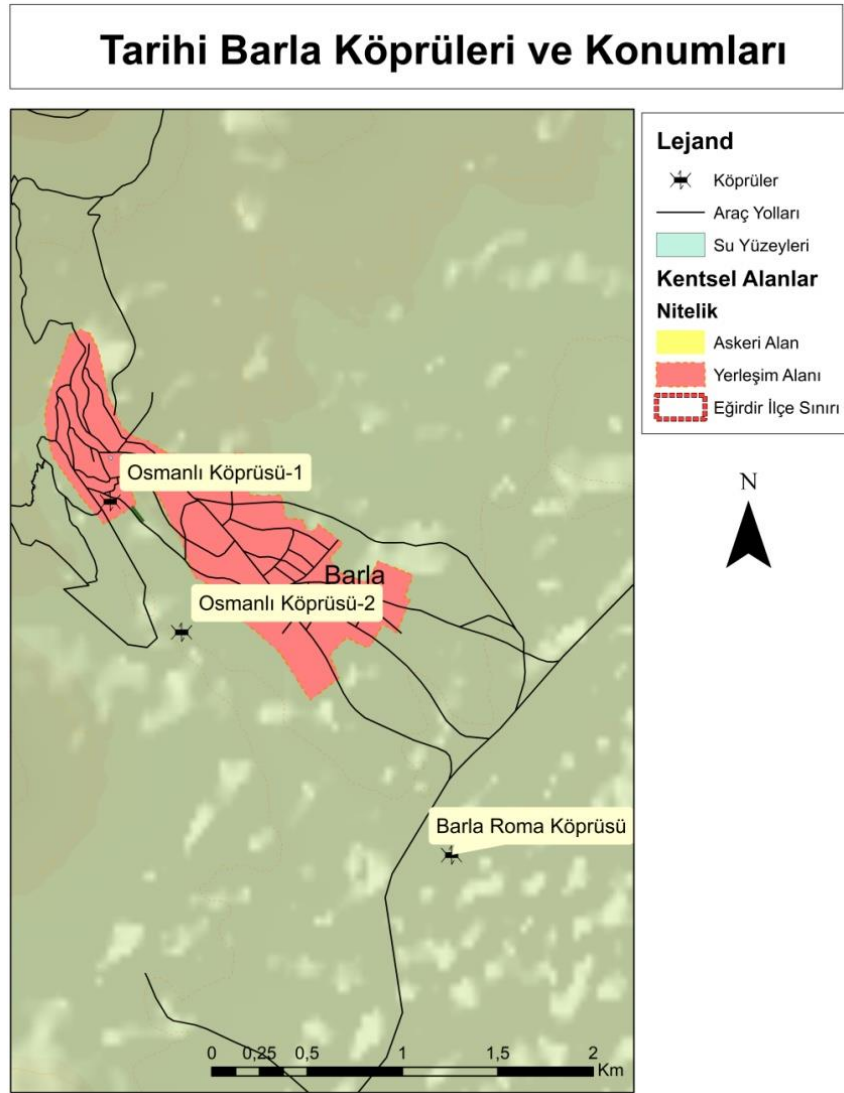 Tarihi Barla Köprüleri ve Konumları
Lejand
Köprüler
Araç Yolları
Su Yüzeyleri
Kentsel Alanlar
Nitelik
Askeri Alan
Yerleşim Alanı
Eğirdir İlçe Sınırı
N
Osmanlı Köprüsü-1
Barla
Osmanlı Köprüsü-2
Barla Roma Köprüsü
0 0,25 0,5 1 1,5 2
Km